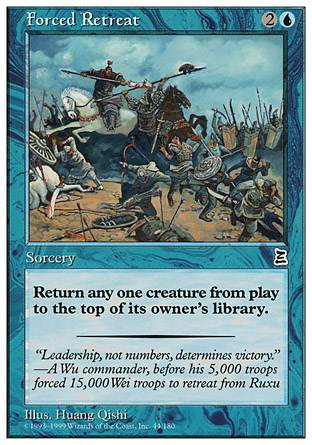 Forced Retreat 2
Sorcery
Return any one creature from play
to the top of its owner's library.
"Leadership, not numbers, determines victory."
—A Wu commander, before his 5,000 troops
forced 15,000 Wei troops to retreat from Ruxu
Illus. Huang Qishi
©1993-1999 Wizards of the Coast, Inc. 41/180